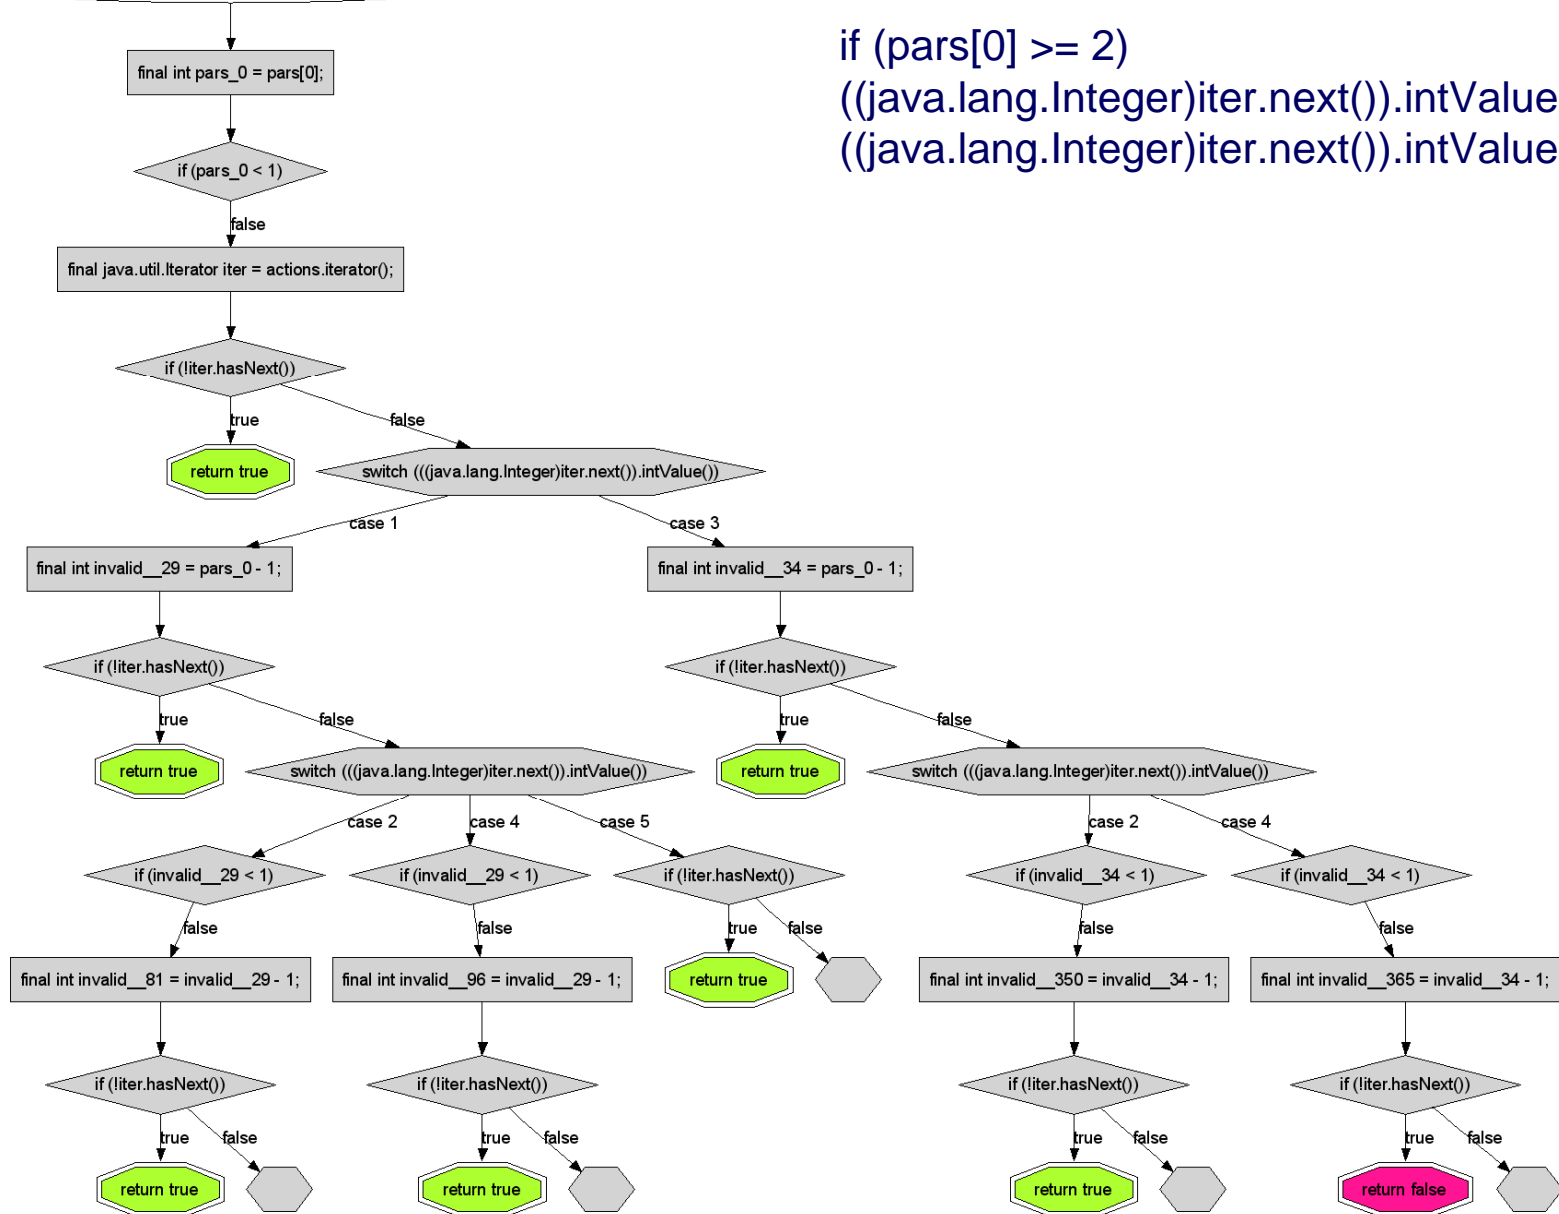 if (pars[0] >= 2)
((java.lang.Integer)iter.next()).intValue
((java.lang.Integer)iter.next()).intValue
final int pars_0 = pars[0];
if (pars_0 < 1)
false
final java.util.Iterator iter = actions.iterator();
if (!iter.hasNext())
true
false
return true
switch (((java.lang.Integer)iter.next()).intValue())
case 1
case 3
final int invalid__29 = pars_0 - 1;
final int invalid__34 = pars_0 - 1;
if (!iter.hasNext())
if (!iter.hasNext())
true
false
true
false
return true
switch (((java.lang.Integer)iter.next()).intValue())
return true
switch (((java.lang.Integer)iter.next()).intValue())
case 2
case 4
case 5
case 2
case 4
if (invalid__29 < 1)
if (invalid__29 < 1)
if (!iter.hasNext())
if (invalid__34 < 1)
if (invalid__34 < 1)
false
false
true
false
false
false
final int invalid__81 = invalid__29 - 1;
final int invalid__96 = invalid__29 - 1;
return true
final int invalid__350 = invalid__34 - 1;
final int invalid__365 = invalid__34 - 1;
if (!iter.hasNext())
if (!iter.hasNext())
if (!iter.hasNext())
if (!iter.hasNext())
true
false
true
false
true
false
true
false
return true
return true
return true
return false